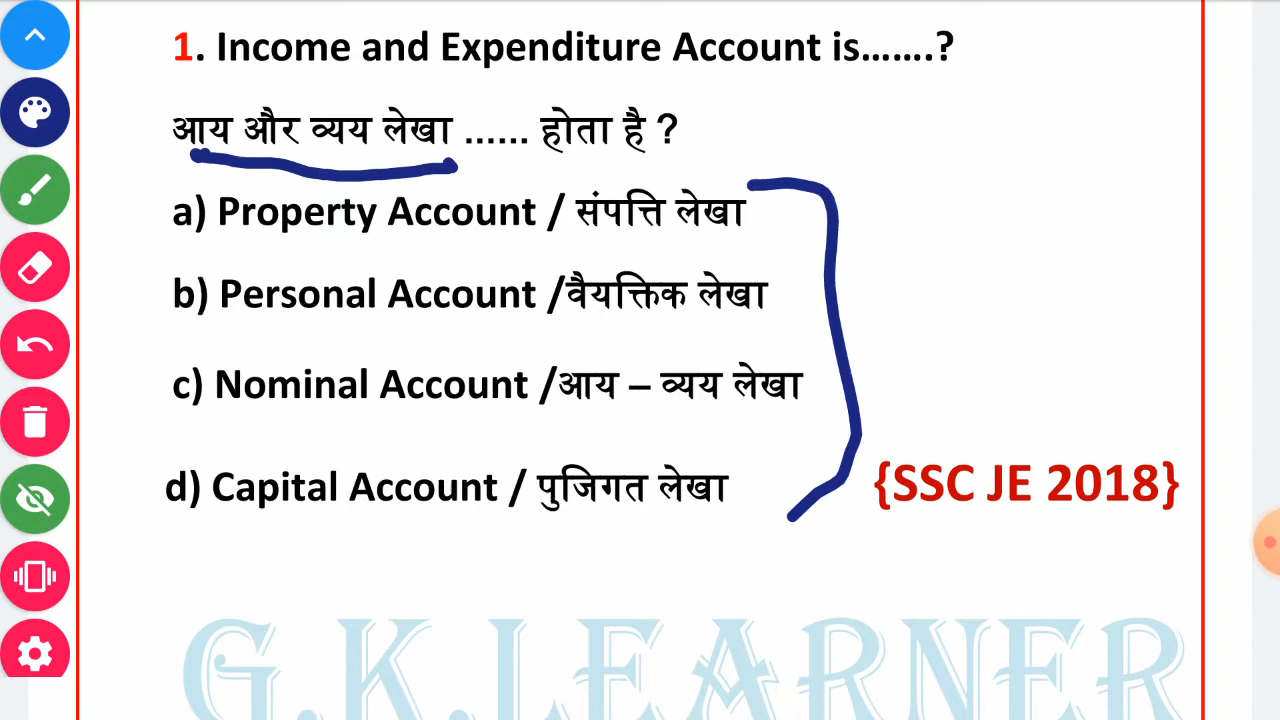 1. Income and Expenditure Account is.......?
आय और व्यय लेखा ...... होता है ?
a) Property Account / संपत्ति लेखा
b) Personal Account /वैयक्तिक लेखा
c) Nominal Account /आय – व्यय लेखा
d) Capital Account / पुजिगत लेखा
{SSC JE 2018}
G.K.LEARNER